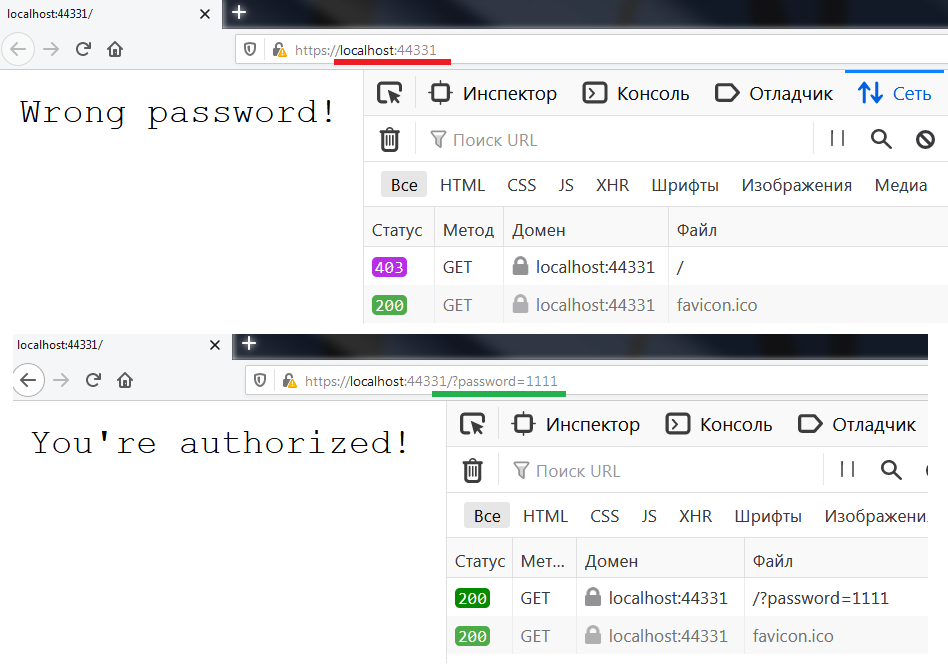 localhost:44331/
https://localhost:44331
Wrong password!
Инспектор Консоль Отладчик Сеть
Поиск URL
Все HTML CSS JS XHR Шрифты Изображения Медиа
Статус Метод Домен Файл
403 GET localhost:44331 /
200 GET localhost:44331 favicon.ico
localhost:44331/
https://localhost:44331/?password=1111
You're authorized!
Инспектор Консоль Отладчик
Поиск URL
Все HTML CSS JS XHR Шрифты Изображени
Статус Мет... Домен Файл
200 GET localhost:44331 /?password=1111
200 GET localhost:44331 favicon.ico